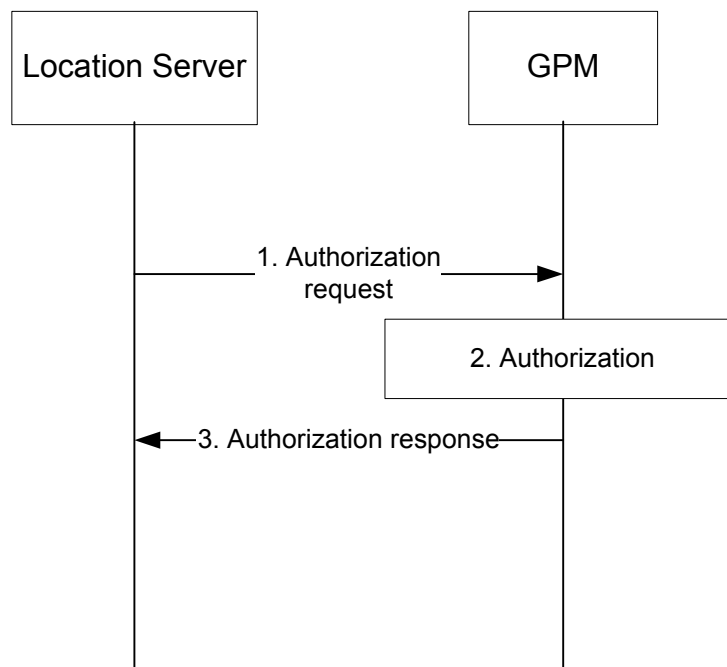 Location Server
GPM
1. Authorization
request
2. Authorization
3. Authorization response